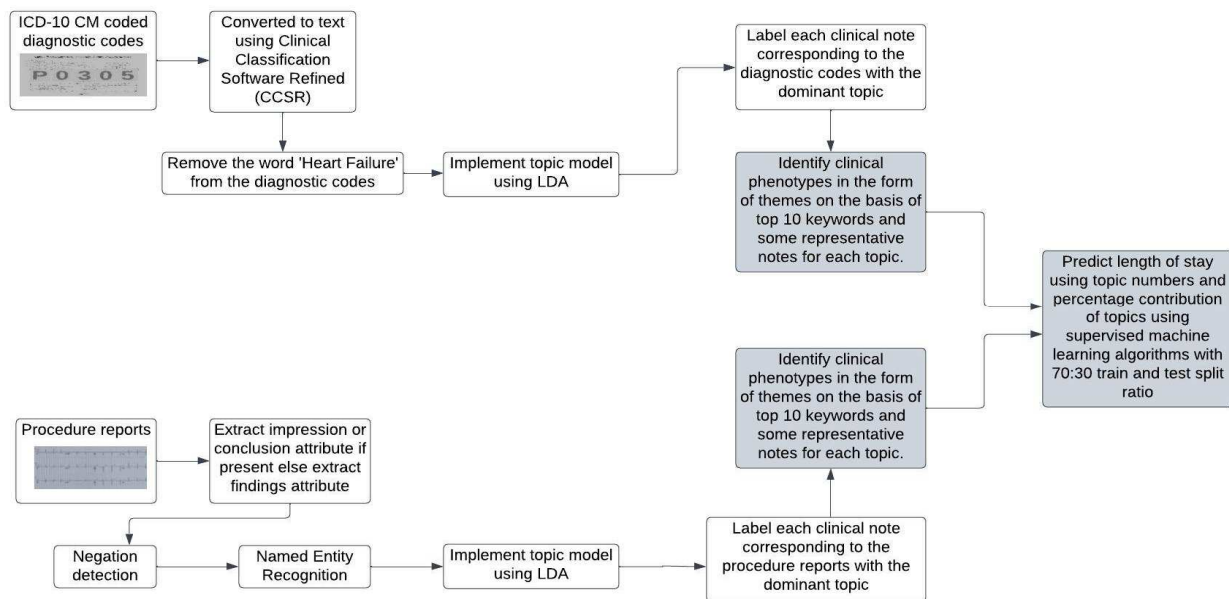 ICD-10 CM coded
diagnostic codes
P0305
Converted to text
using Clinical
Classification
Software Refined
(CCSR)
Remove the word 'Heart Failure'
from the diagnostic codes
Implement topic model
using LDA
Label each clinical note
corresponding to the
diagnostic codes with the
dominant topic
Identify clinical
phenotypes in the form
of themes on the basis of
top 10 keywords and
some representative
notes for each topic.
Predict length of stay
using topic numbers and
percentage contribution
of topics using
supervised machine
learning algorithms with
70:30 train and test split
ratio
Identify clinical
phenotypes in the form
of themes on the basis of
top 10 keywords and
some representative
notes for each topic.
Procedure reports
Extract impression or
conclusion attribute if
present else extract
findings attribute
Negation
detection
Named Entity
Recognition
Implement topic model
using LDA
Label each clinical note
corresponding to the
procedure reports with the
dominant topic